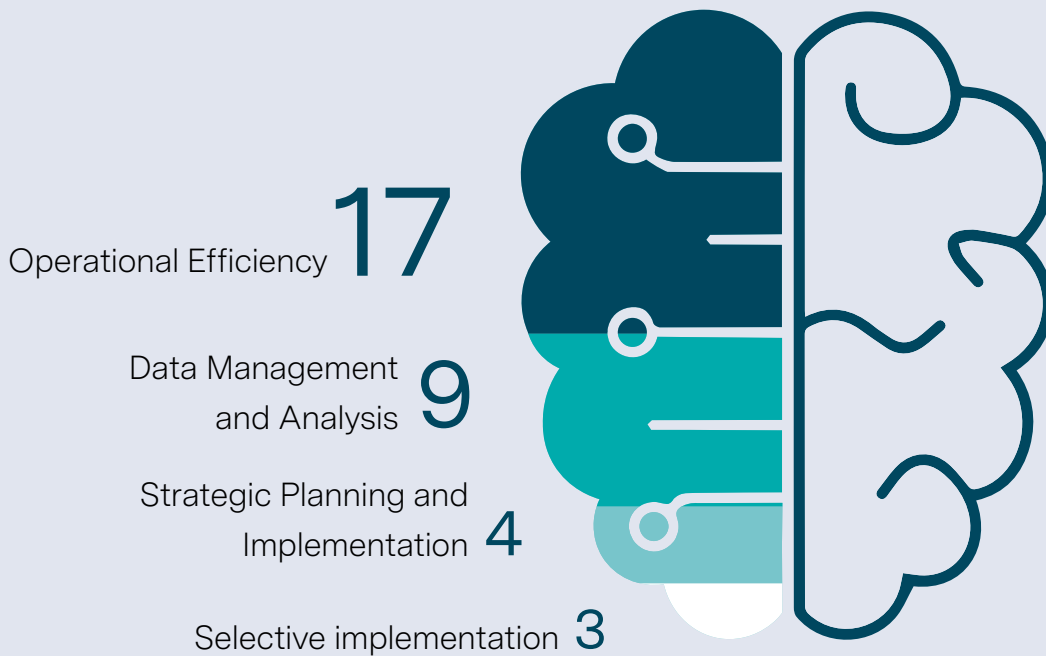 Operational Efficiency 17
Data Management
and Analysis 9
Strategic Planning and
Implementation 4
Selective implementation 3